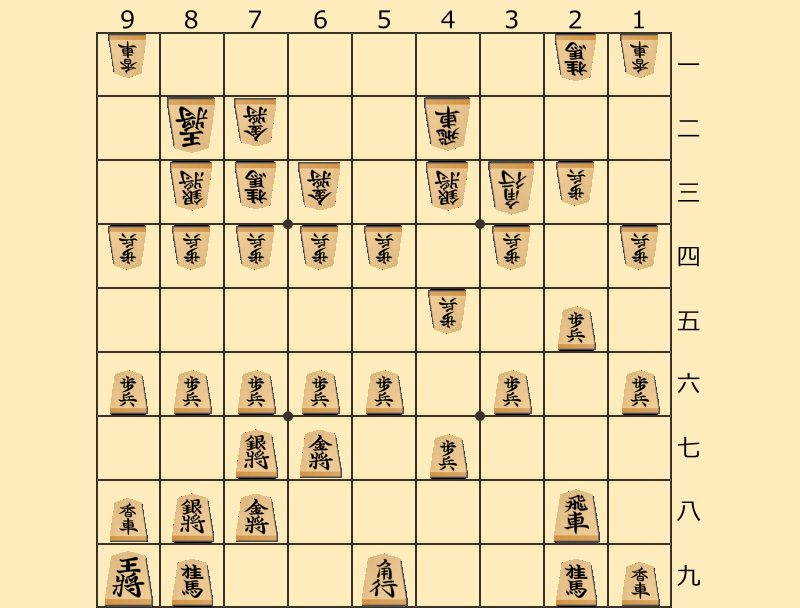 9 8 7 6 5 4 3 2 1
香車 桂馬 香車 一
王将 金将 飛車 二
銀将 桂馬 金将 銀将 角行 歩兵 三
歩兵 歩兵 歩兵 歩兵 歩兵 歩兵 歩兵 四
歩兵 歩兵 五
歩兵 歩兵 歩兵 歩兵 歩兵 歩兵 歩兵 六
銀将 金将 歩兵 七
香車 銀将 金将 飛車 八
王将 桂馬 角行 桂馬 香車 九